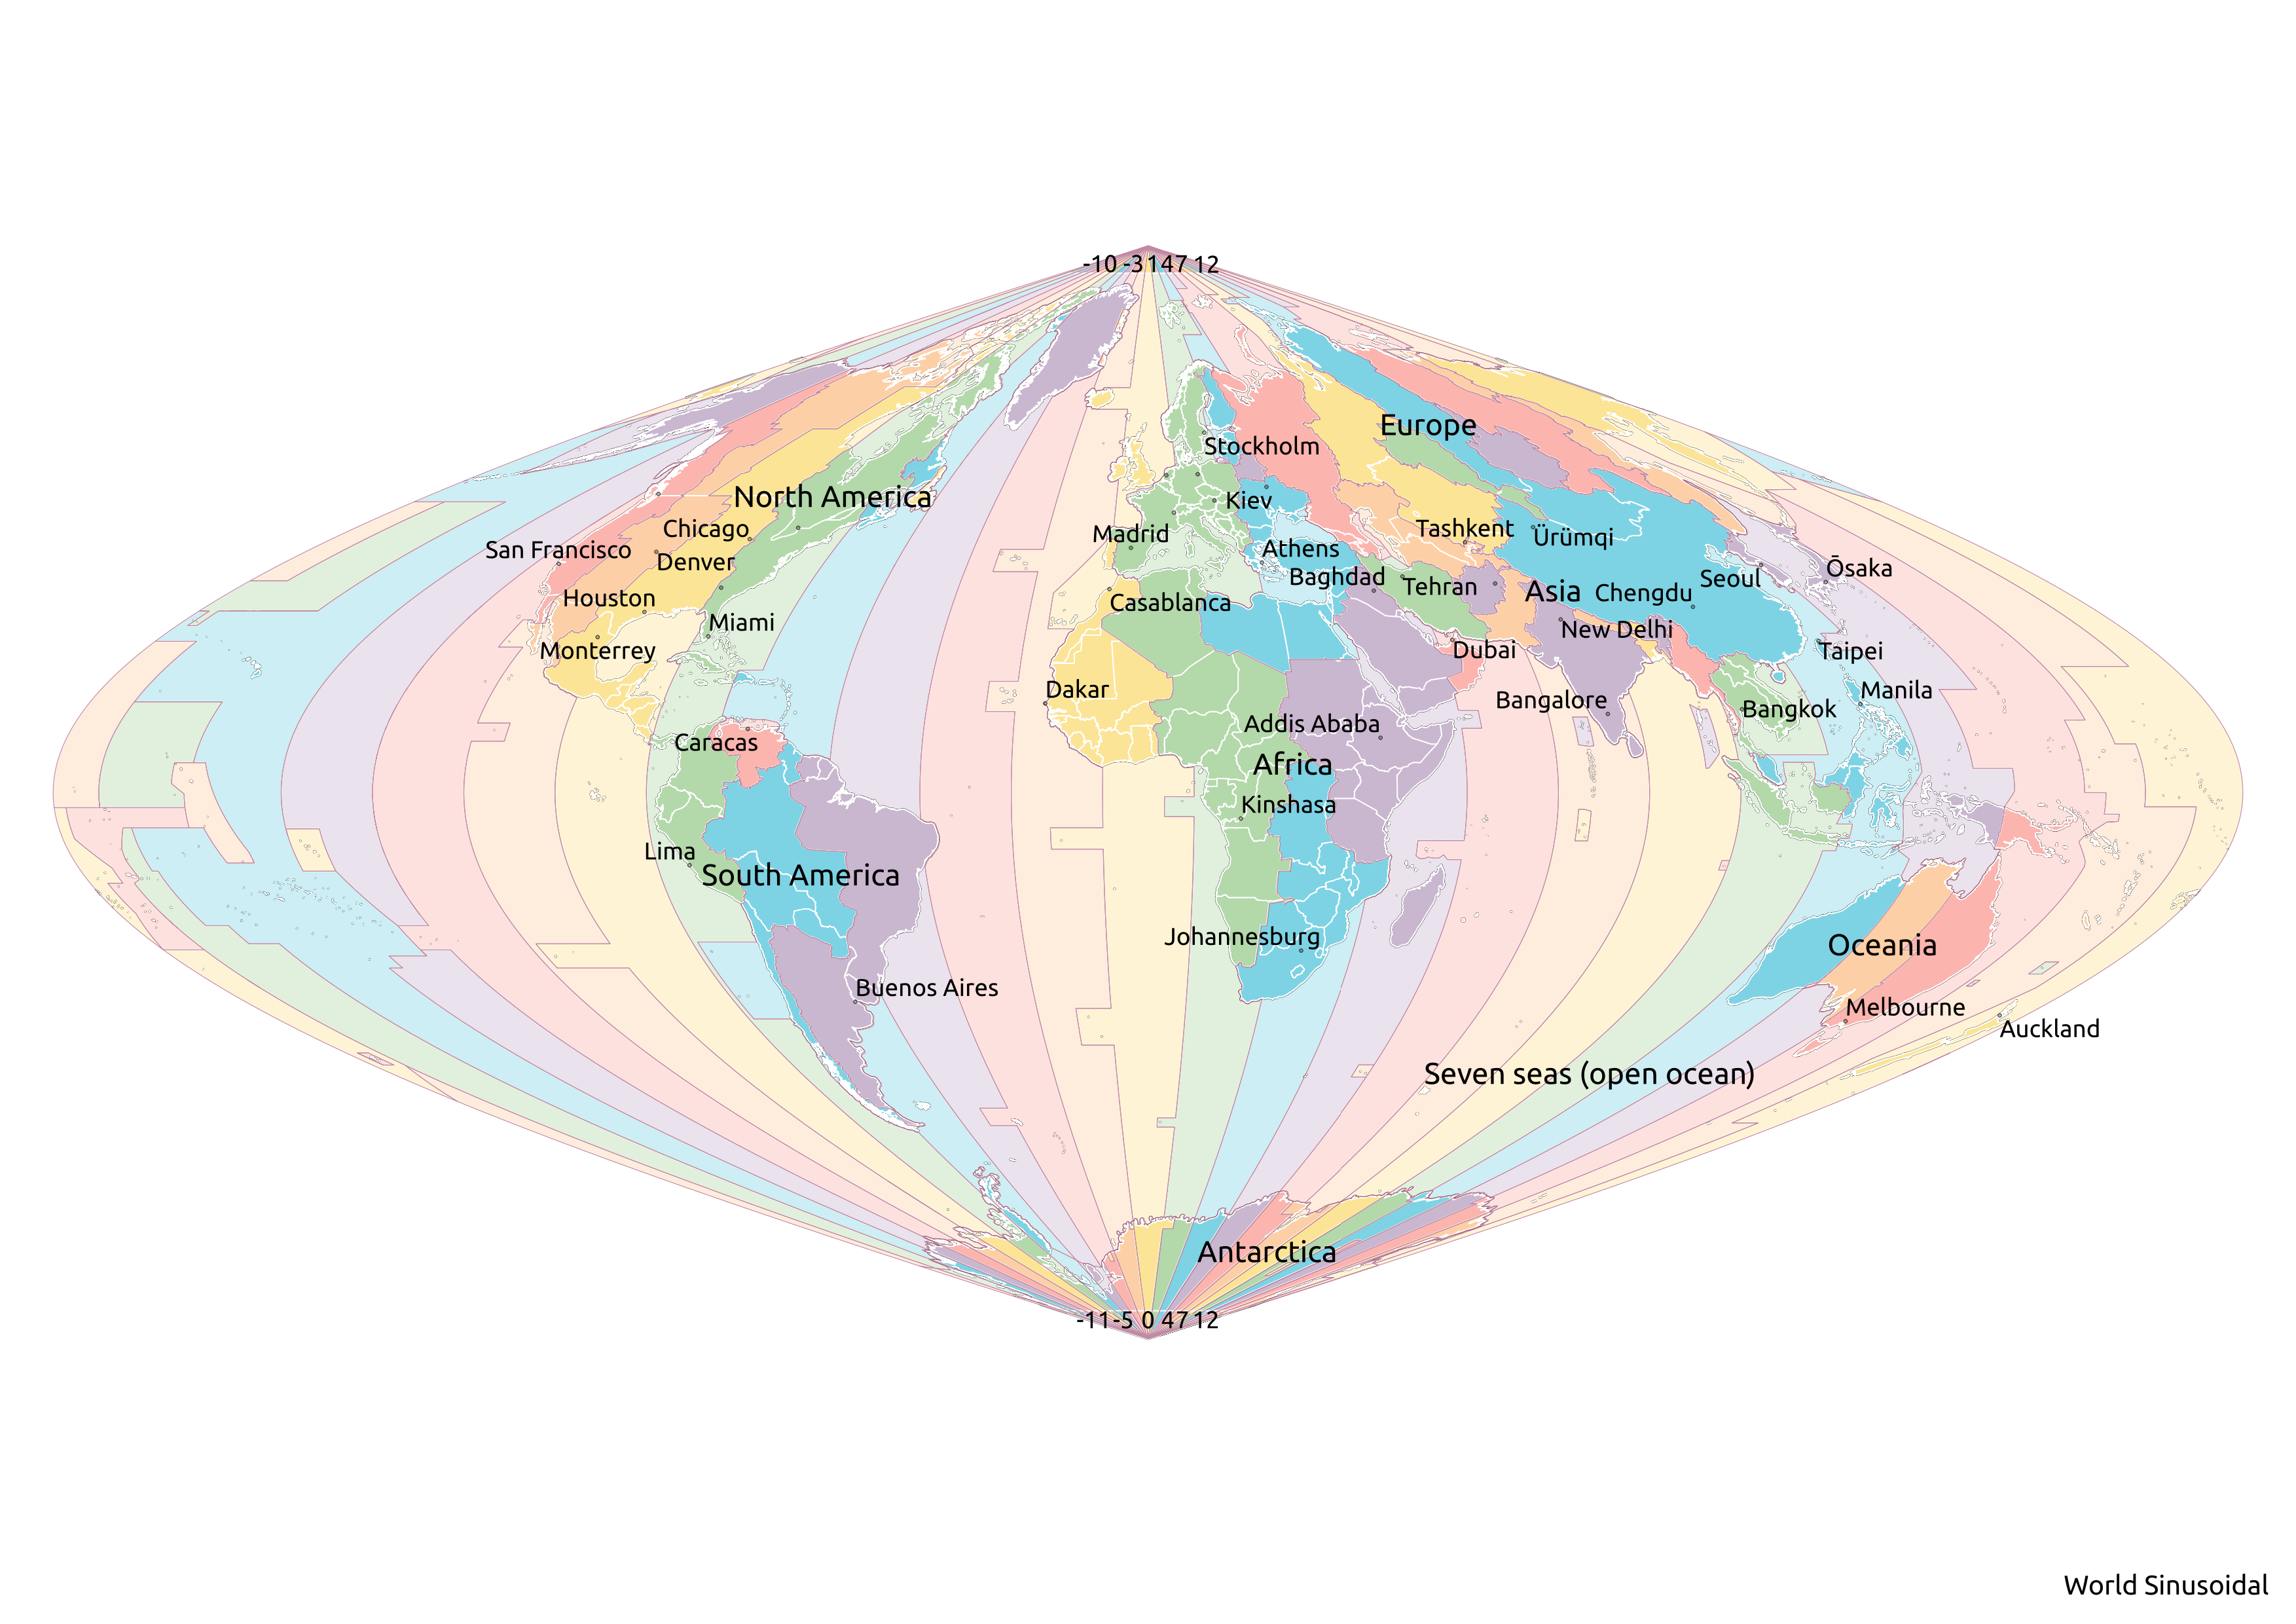 -10 -3 1 4 7 12
Europe
Stockholm
North America
Kiev
Chicago
Madrid
Tashkent
Ürümqi
San Francisco
Athens
Denver
Baghdad
Tehran
Seoul
Ōsaka
Houston
Casablanca
Asia
Chengdu
Miami
New Delhi
Monterrey
Dubai
Taipei
Dakar
Bangalore
Manila
Bangkok
Addis Ababa
Caracas
Africa
Kinshasa
Lima
South America
Johannesburg
Oceania
Buenos Aires
Melbourne
Auckland
Seven seas (open ocean)
Antarctica
-11 -5 0 4 7 12
World Sinusoidal